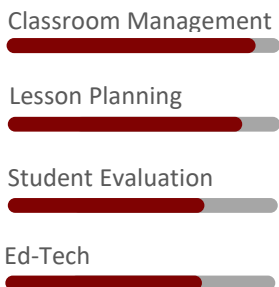 Classroom Management
Lesson Planning
Student Evaluation
Ed-Tech